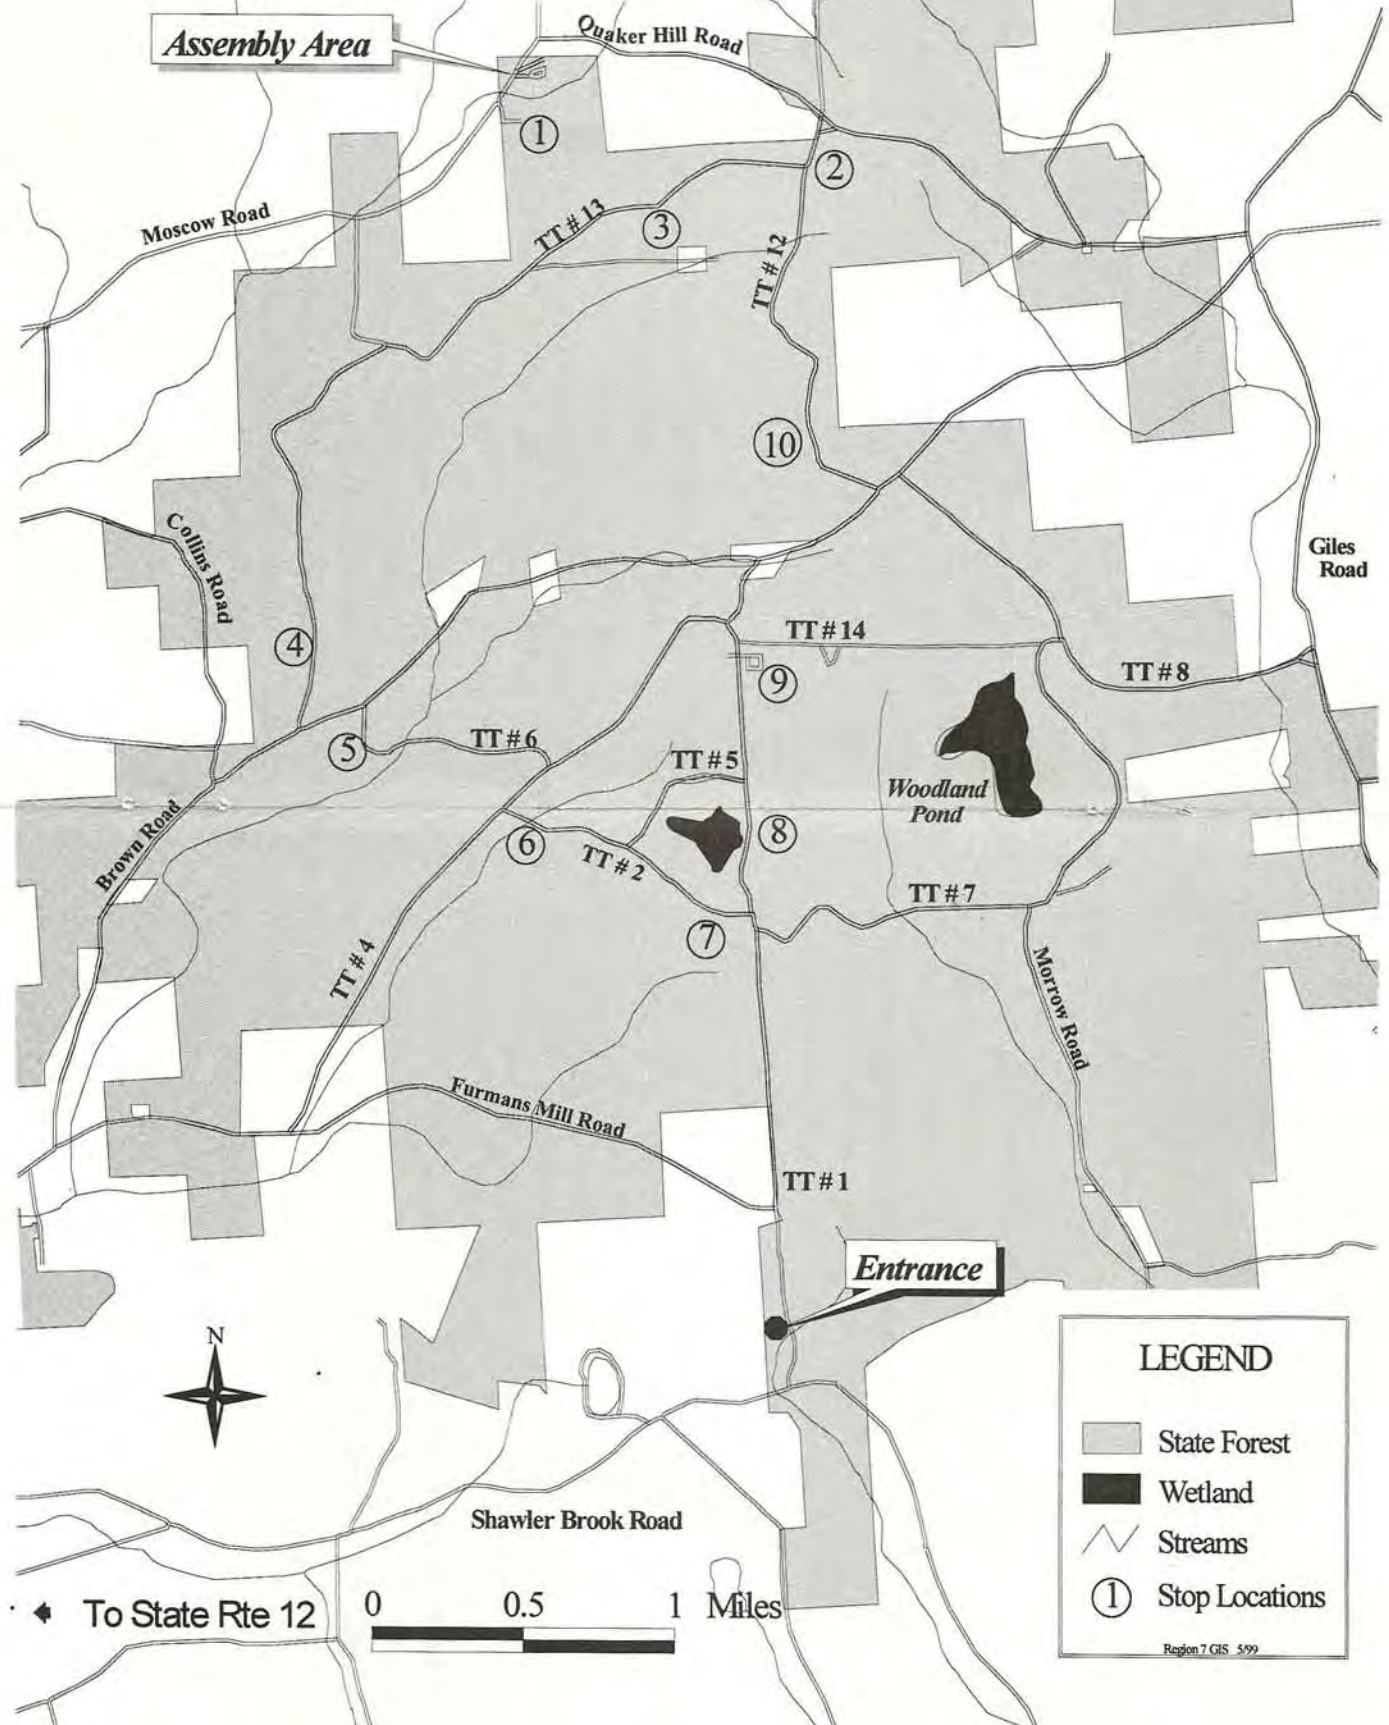 Assembly Area
Quaker Hill Road
1
2
Moscow Road
TT # 13
3
TT # 12
10
Collins Road
Giles
Road
4
TT # 14
9
TT # 8
5
TT # 6
TT # 5
Woodland
Pond
Brown Road
6
TT # 2
8
TT # 7
7
TT # 4
Morrow Road
Furmans Mill Road
TT # 1
Entrance
N
LEGEND
State Forest
Wetland
Streams
1 Stop Locations
Region 7 GIS 5/99
Shawler Brook Road
To State Rte 12
0 0.5 1 Miles